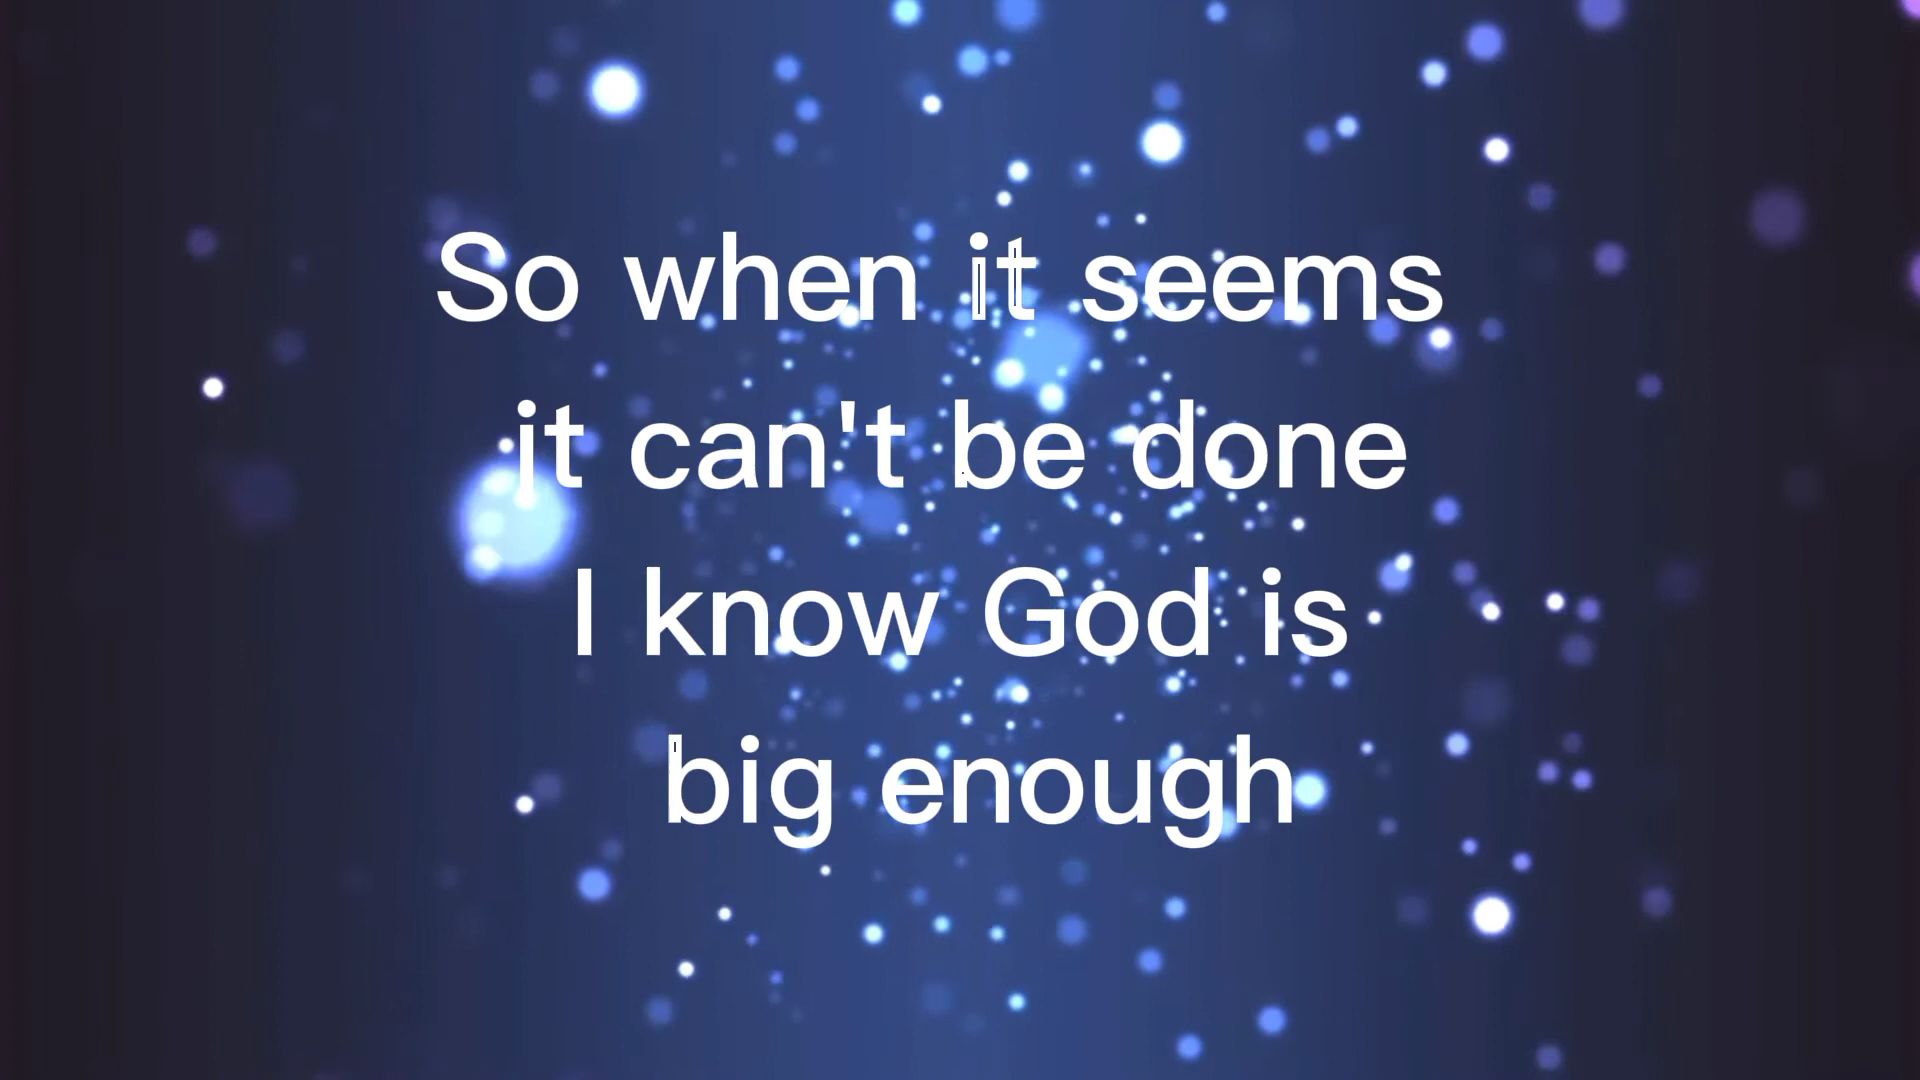 So when it seems
it can't be done
I know God is
big enough